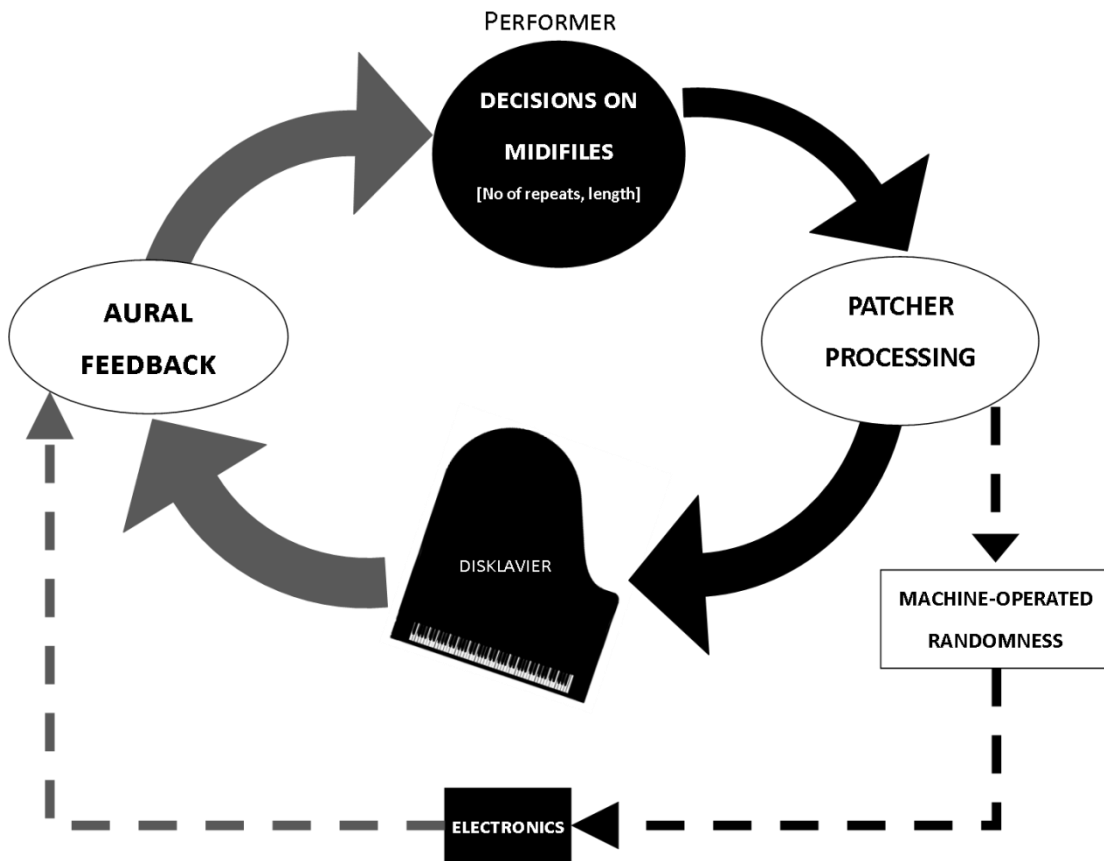 PERFORMER
DECISIONS ON
MIDIFILES
[No of repeats, length]
AURAL
FEEDBACK
PATCHER
PROCESSING
DISKLAVIER
MACHINE-OPERATED
RANDOMNESS
ELECTRONICS